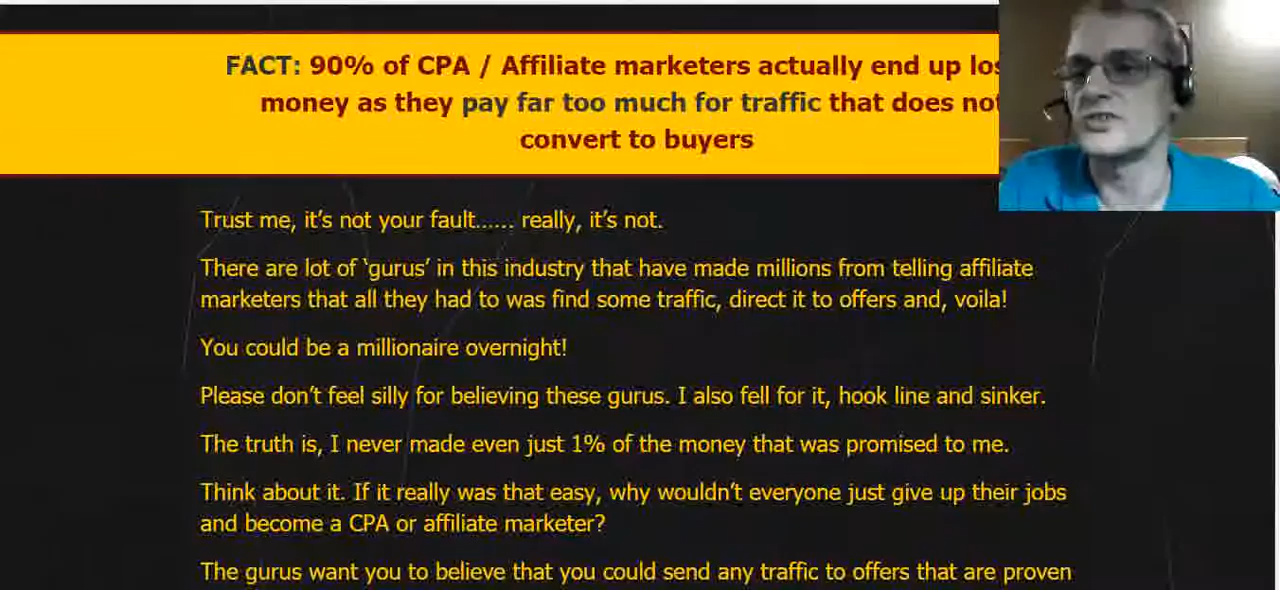 FACT: 90% of CPA / Affiliate marketers actually end up
money as they pay far too much for traffic that does
convert to buyers
Trust me, it's not your fault...... really, it's not.
There are lot of ‘gurus’ in this industry that have made millions from telling affiliate
marketers that all they had to was find some traffic, direct it to offers and, voila!
You could be a millionaire overnight!
Please don't feel silly for believing these gurus. I also fell for it, hook line and sinker.
The truth is, I never made even just 1% of the money that was promised to me.
Think about it. If it really was that easy, why wouldn't everyone just give up their jobs
and become a CPA or affiliate marketer?
The gurus want you to believe that you could send any traffic to offers that are proven